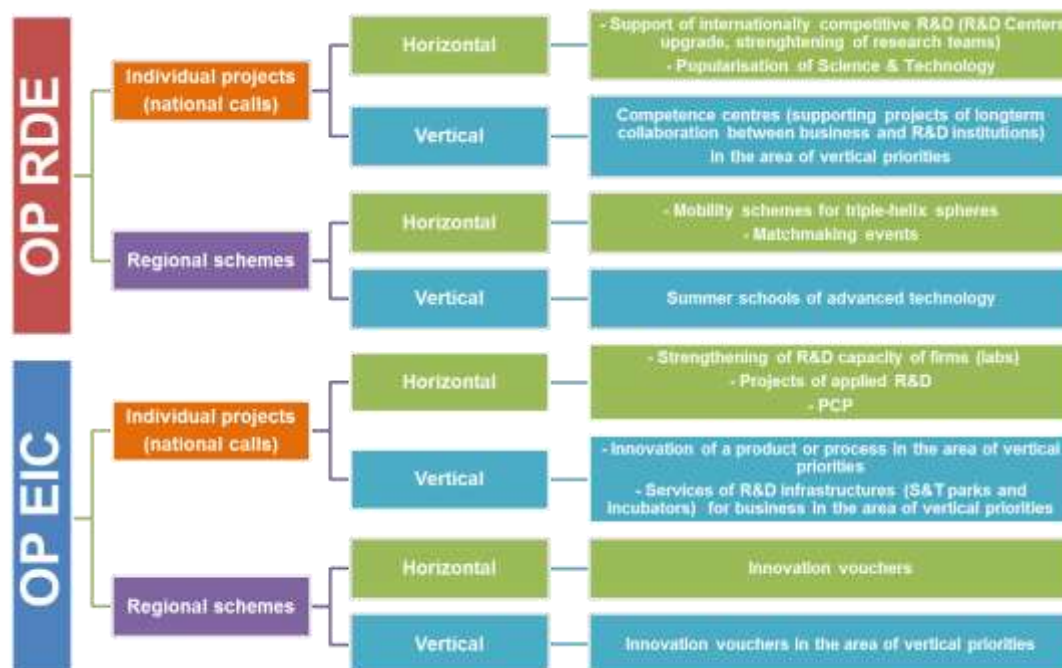 OP RDE
Individual projects
(national calls)
Horizontal
- Support of internationally competitive R&D (R&D Center
upgrade, strenghtening of research teams)
- Pupularisation of Science & Technology
Vertical
Competence centres (supporting projects of longterm
collaboration between business and R&D institutions)
in the area of vertical priorities
Regional schemes
Horizontal
- Mobility schemes for triple-helix spheres
- Matchmaking events
Vertical
Summer schools of advanced technology
OP EIC
Individual projects
(national calls)
Horizontal
- Strengthening of R&D capacity of firms (labs)
- Projects of applied R&D
- PCP
Vertical
- Innovation of a product or process in the area of vertical
priorities
- Services of R&D infrastructures (S&T parks and
incubators) for business in the area of vertical priorities
Regional schemes
Horizontal
Innovation vouchers
Vertical
Innovation vouchers in the area of vertical priorities